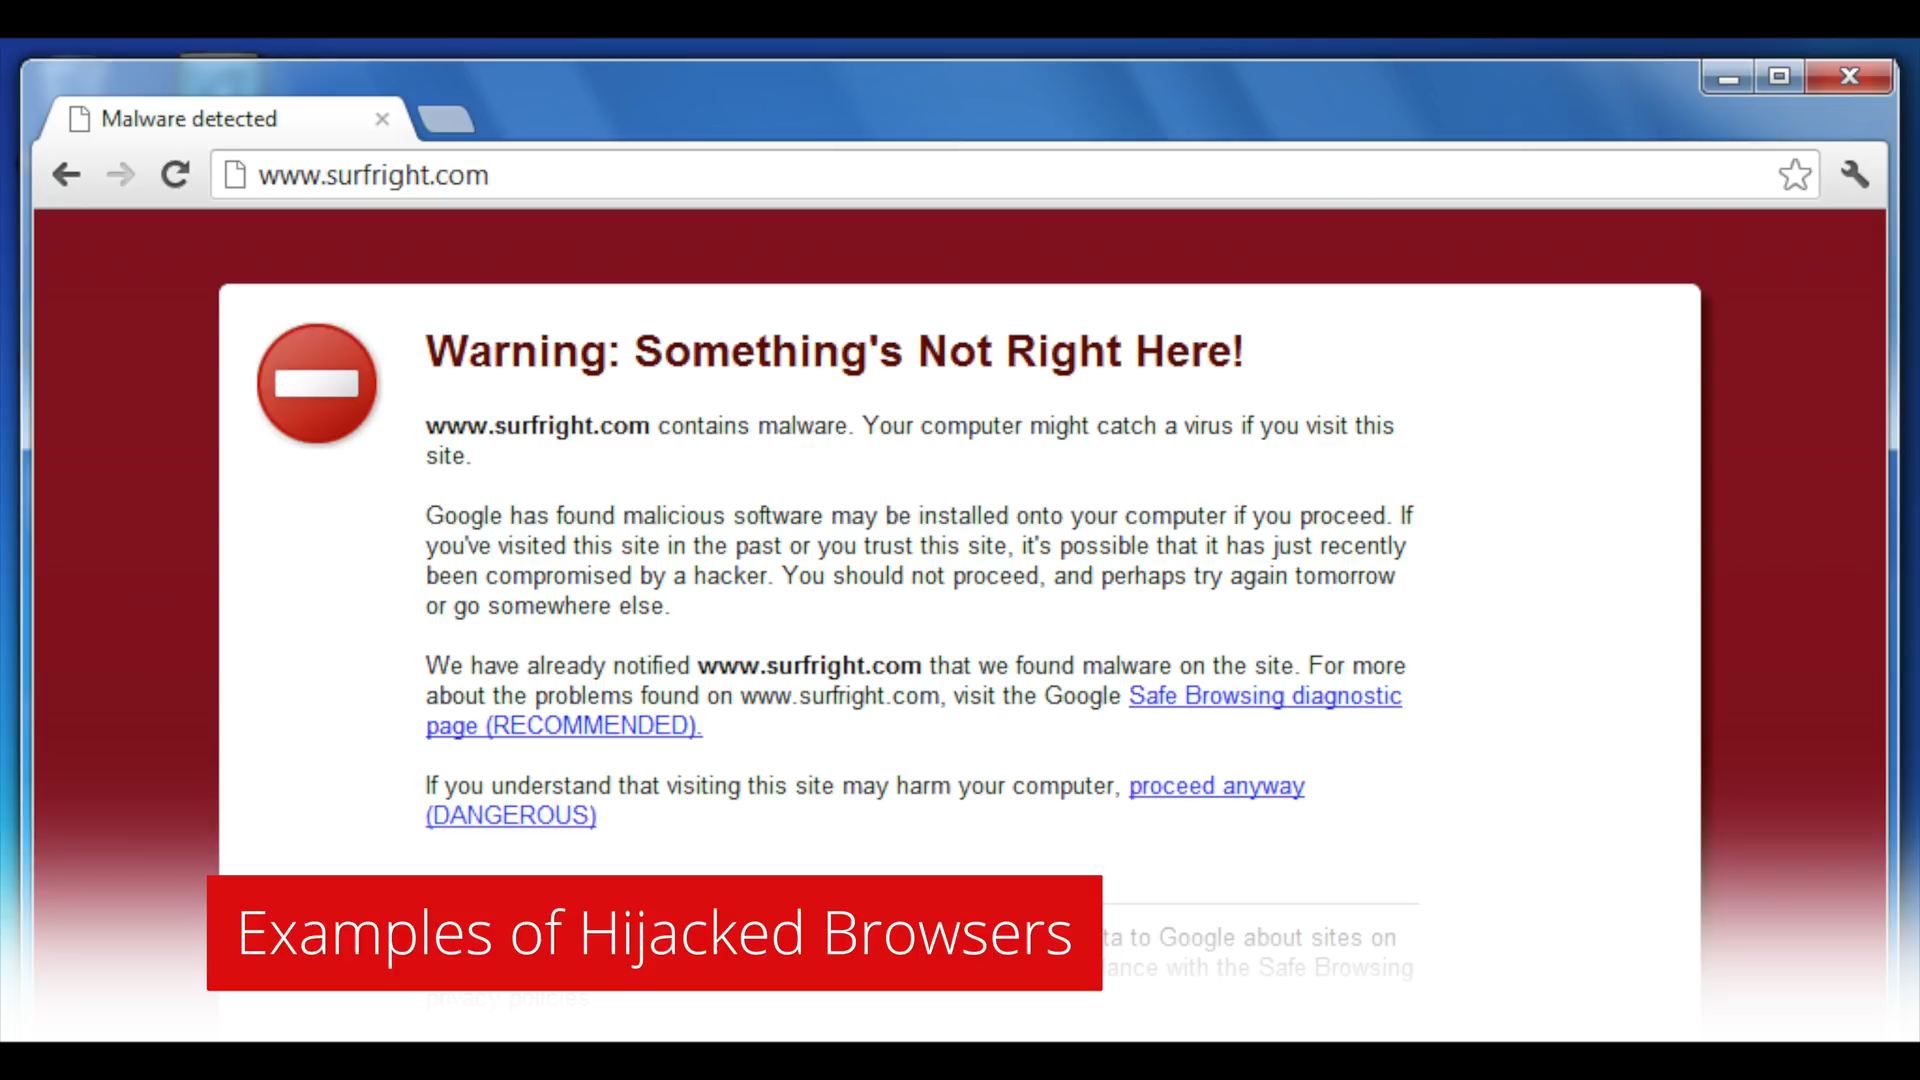 Malware detected
www.surfright.com
Warning: Something's Not Right Here!
www.surfright.com contains malware. Your computer might catch a virus if you visit this
site.
Google has found malicious software may be installed onto your computer if you proceed. If
you've visited this site in the past or you trust this site, it's possible that it has just recently
been compromised by a hacker. You should not proceed, and perhaps try again tomorrow
or go somewhere else.
We have already notified www.surfright.com that we found malware on the site. For more
about the problems found on www.surfright.com, visit the Google Safe Browsing diagnostic
page (RECOMMENDED).
If you understand that visiting this site may harm your computer, proceed anyway
(DANGEROUS)
Examples of Hijacked Browsers
to Google about sites on
with the Safe Browsing
privacy policies